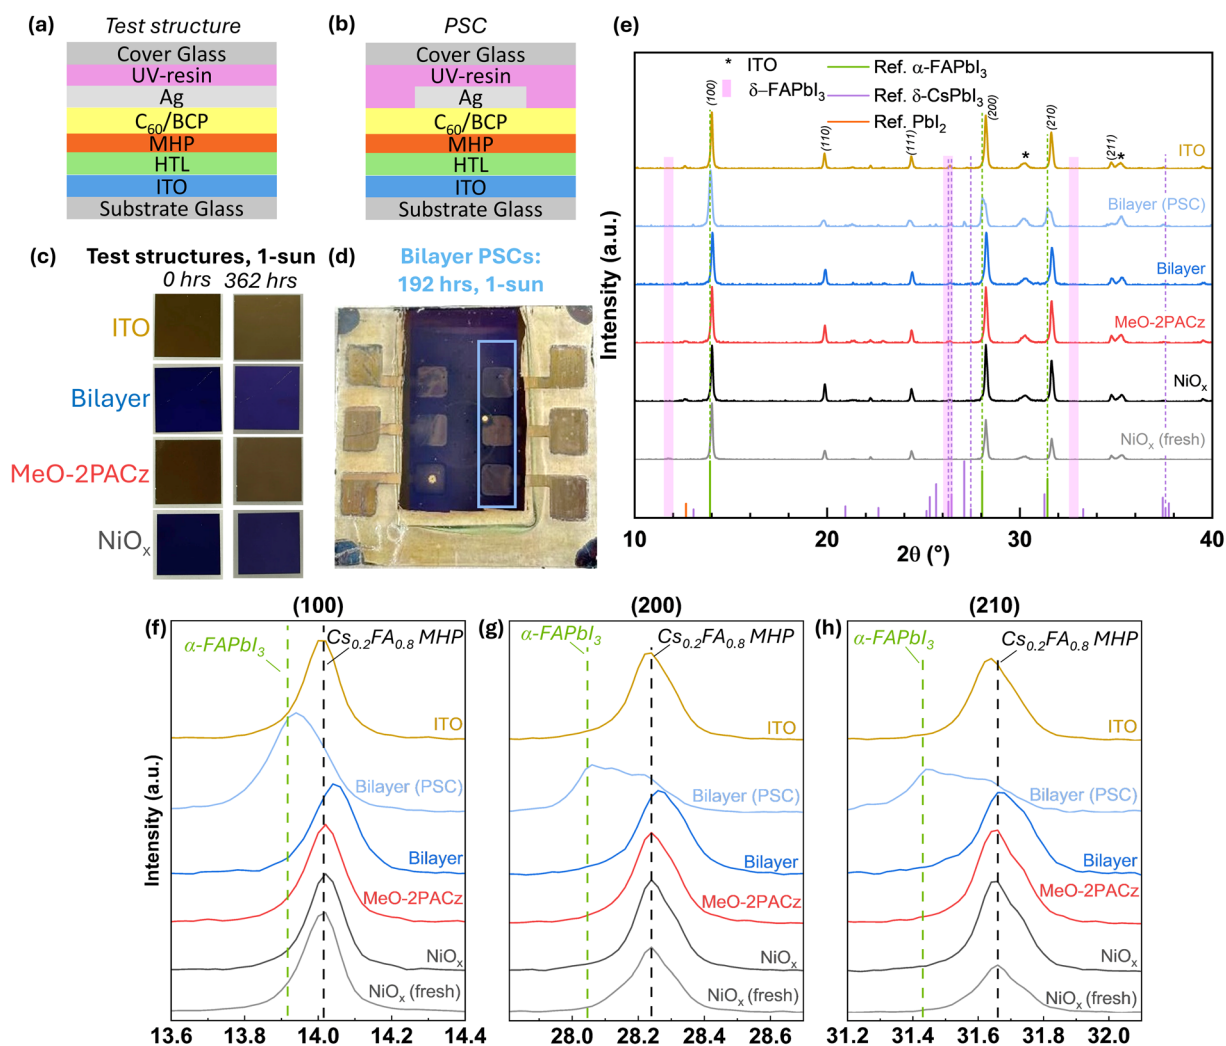 (a) Test structure
Cover Glass
UV-resin
Ag
C60/BCP
MHP
HTL
ITO
Substrate Glass
(b) PSC
Cover Glass
UV-resin
Ag
C60/BCP
MHP
HTL
ITO
Substrate Glass
(c) Test structures, 1-sun
0 hrs 362 hrs
ITO
Bilayer
MeO-2PACz
NiOx
(d) Bilayer PSCs:
192 hrs, 1-sun
(e)
* ITO
δ–FAPbI3
Ref. α-FAPbI3
Ref. δ-CsPbI3
Ref. PbI2
(100)
(110)
(111)
(200)
(210)
(211)
*
*
ITO
Bilayer (PSC)
Bilayer
MeO-2PACz
NiOx
NiOx (fresh)
Intensity (a.u.)
10 20 30 40
2θ (°)
(100)
(f)
α-FAPbI3
Cs0.2FA0.8 MHP
ITO
Bilayer (PSC)
Bilayer
MeO-2PACz
NiOx
NiOx (fresh)
Intensity (a.u.)
13.6 14.0 14.2 14.4
(200)
(g)
α-FAPbI3
Cs0.2FA0.8 MHP
ITO
Bilayer (PSC)
Bilayer
MeO-2PACz
NiOx
NiOx (fresh)
28.0 28.2 28.4 28.6
(210)
(h)
α-FAPbI3
Cs0.2FA0.8 MHP
ITO
Bilayer (PSC)
Bilayer
MeO-2PACz
NiOx
NiOx (fresh)
31.2 31.4 31.6 31.8 32.0